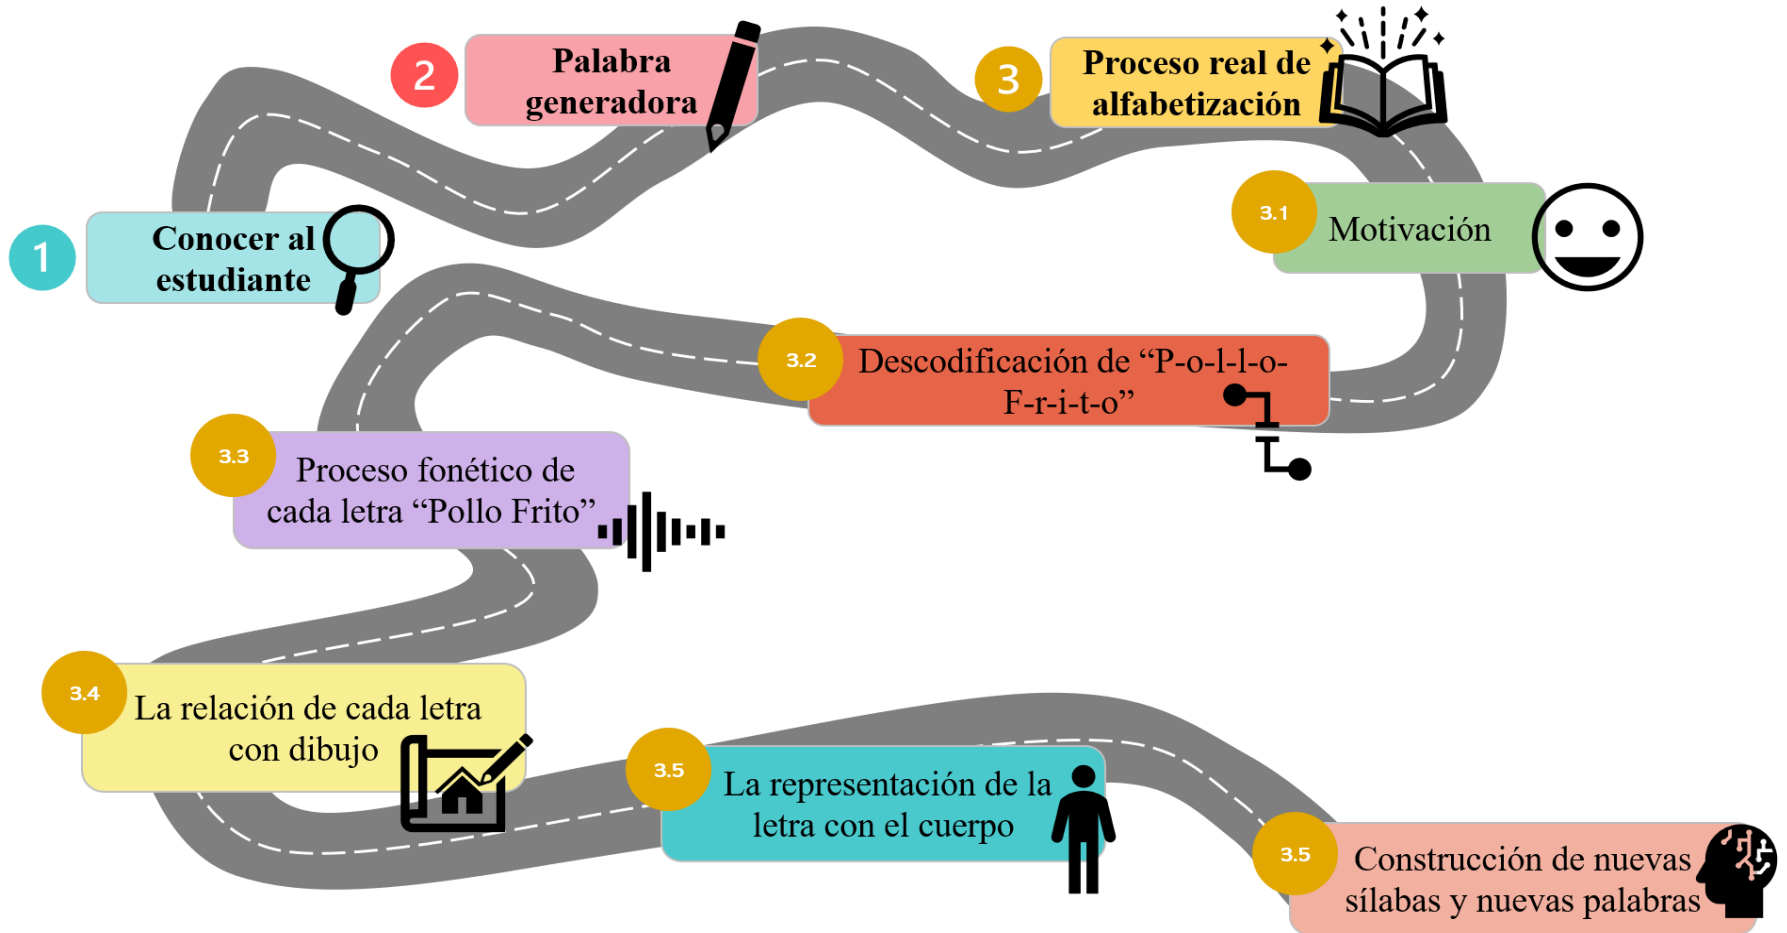 1
Conocer al
estudiante
2
Palabra
generadora
3
Proceso real de
alfabetización
3.1
Motivación
3.2
Descodificación de “P-o-l-l-o-
F-r-i-t-o”
3.3
Proceso fonético de
cada letra “Pollo Frito”
3.4
La relación de cada letra
con dibujo
3.5
La representación de la
letra con el cuerpo
3.5
Construcción de nuevas
sílabas y nuevas palabras